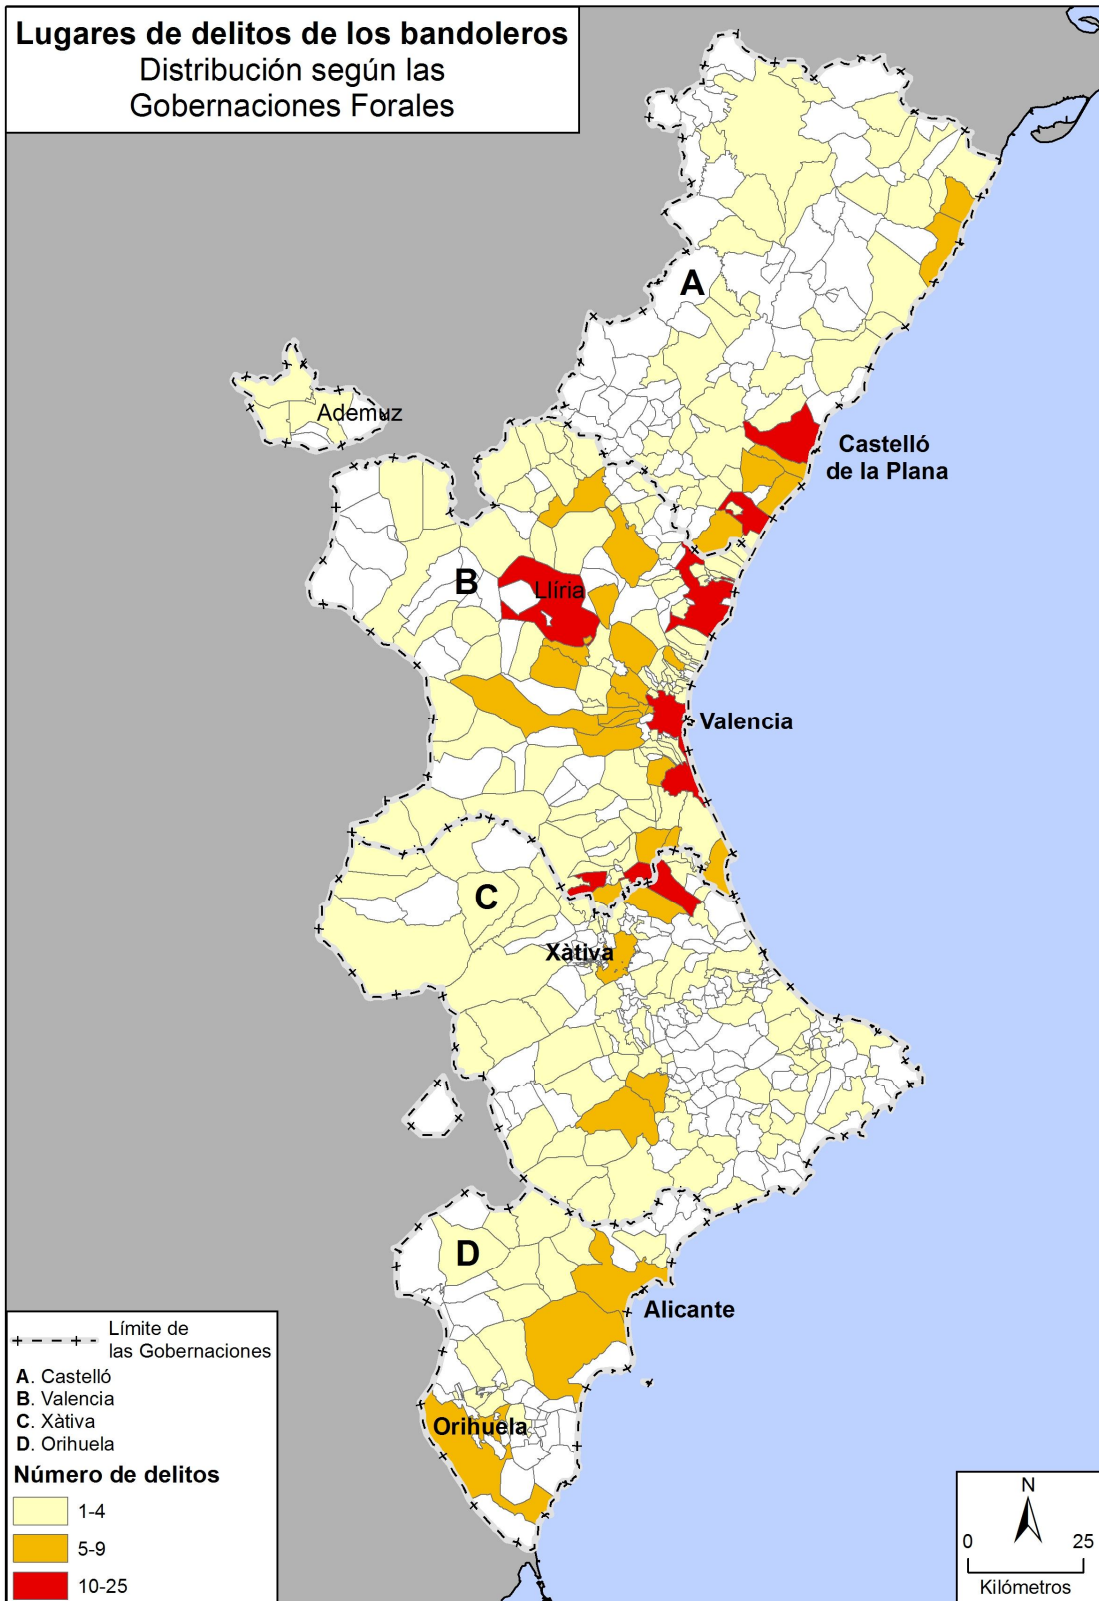 Lugares de delitos de los bandoleros
Distribución según las
Gobernaciones Forales
A
Ademuz
Castelló
de la Plana
B
Llíria
Valencia
C
Xàtiva
D
Alicante
Orihuela
Límite de
las Gobernaciones
A. Castelló
B. Valencia
C. Xàtiva
D. Orihuela
Número de delitos
1-4
5-9
10-25
N
0 25
Kilómetros